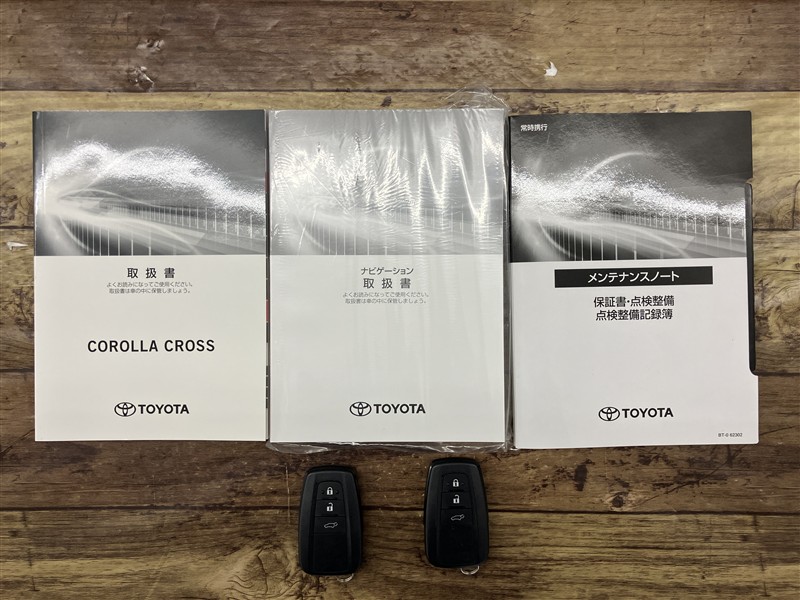 取扱書
よくお読みになってご使用ください。
取扱書は車の中に保管しましょう。
COROLLA CROSS
TOYOTA
ナビゲーション
取扱書
よくお読みになってご使用ください。
取扱書は車の中に保管しましょう。
TOYOTA
常時携行
メンテナンスノート
保証書・点検整備
点検整備記録簿
TOYOTA
BT-G 62302